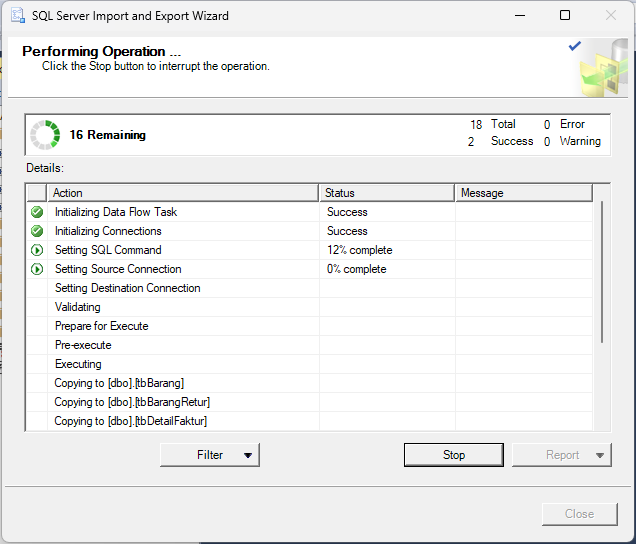 SQL Server Import and Export Wizard
Performing Operation ...
Click the Stop button to interrupt the operation.
16 Remaining
18 Total 0 Error
2 Success 0 Warning
Details:
Action Status Message
Initializing Data Flow Task Success
Initializing Connections Success
Setting SQL Command 12% complete
Setting Source Connection 0% complete
Setting Destination Connection
Validating
Prepare for Execute
Pre-execute
Executing
Copying to [dbo].[tbBarang]
Copying to [dbo].[tbBarangRetur]
Copying to [dbo].[tbDetailFaktur]
Filter Stop Report
Close